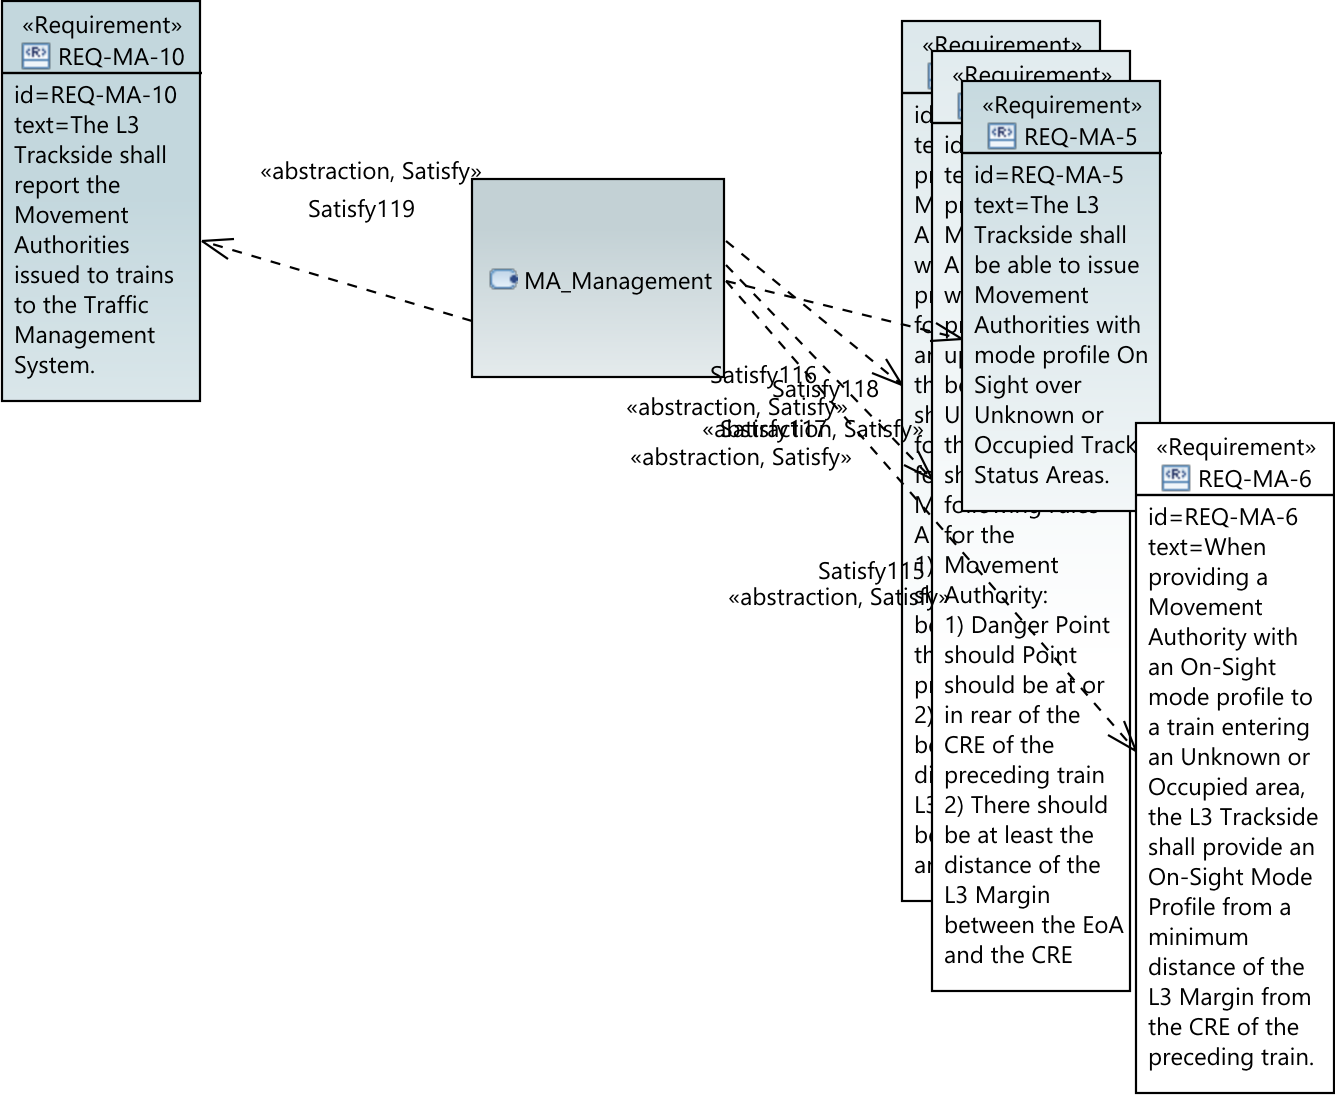 «Requirement»
REQ-MA-10
id=REQ-MA-10
text=The L3
Trackside shall
report the
Movement
Authorities
issued to trains
to the Traffic
Management
System.
«abstraction, Satisfy»
Satisfy119
MA_Management
Satisfy116
Satisfy118
«abstraction, Satisfy»
«abstraction, Satisfy»
Satisfy117
«abstraction, Satisfy»
Satisfy115
«abstraction, Satisfy»
«Requirement»
«Requirement»
following rules
for the
Movement
Authority:
1) Danger Point
should Point
should be at or
in rear of the
CRE of the
preceding train
2) There should
be at least the
distance of the
L3 Margin
between the EoA
and the CRE
«Requirement»
REQ-MA-5
id=REQ-MA-5
text=The L3
Trackside shall
be able to issue
Movement
Authorities with
mode profile On
Sight over
Unknown or
Occupied Track
Status Areas.
«Requirement»
REQ-MA-6
id=REQ-MA-6
text=When
providing a
Movement
Authority with
an On-Sight
mode profile to
a train entering
an Unknown or
Occupied area,
the L3 Trackside
shall provide an
On-Sight Mode
Profile from a
minimum
distance of the
L3 Margin from
the CRE of the
preceding train.